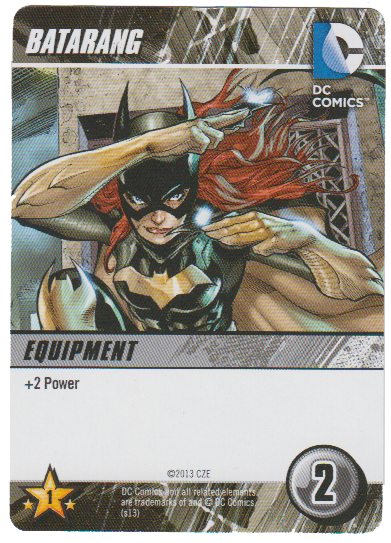 BATARANG
DC
COMICS™
EQUIPMENT
+2 Power
©2013 CZE
1
DC Comics and all related elements
are trademarks of and © DC Comics.
(s13)
2